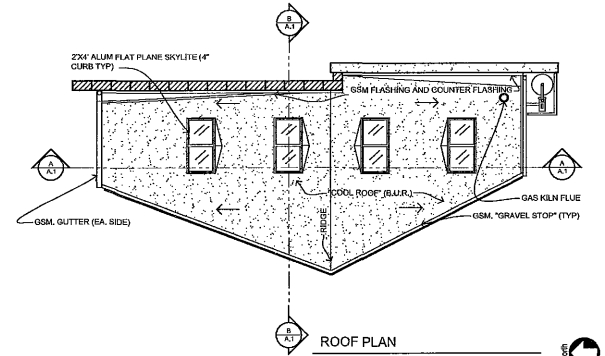 B
A.1
2'X4' ALUM FLAT PLANE SKYLITE (4"
CURB TYP)
GSM FLASHING AND COUNTER FLASHING
A
A.1
A
A.1
"COOL ROOF" (B.U.R.)
GAS KILN FLUE
GSM. GUTTER (EA. SIDE)
RIDGE
GSM. "GRAVEL STOP" (TYP)
B
A.1
ROOF PLAN